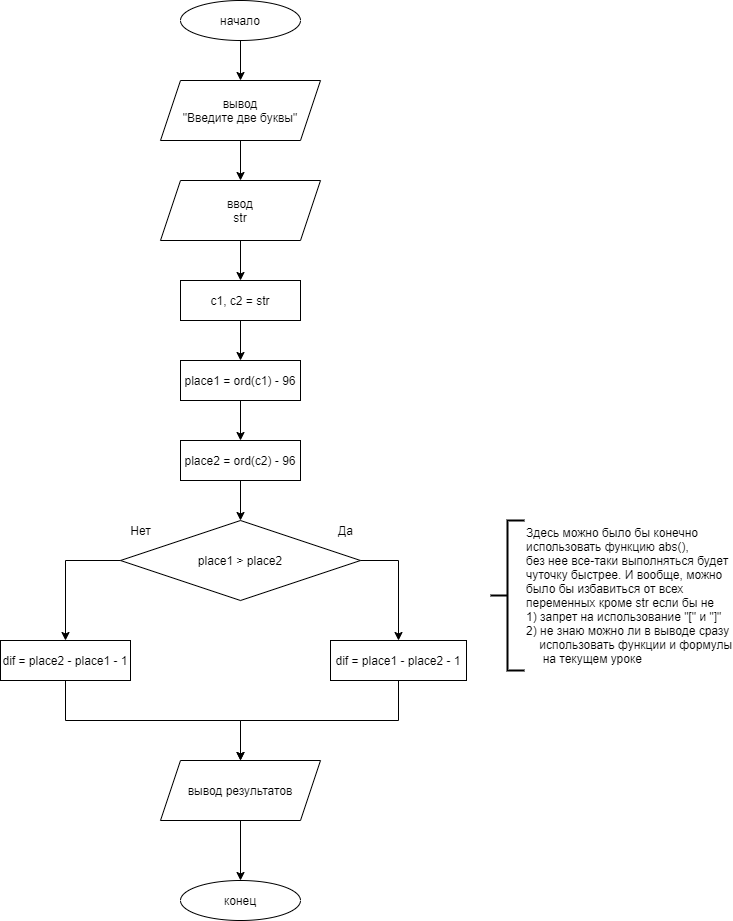 начало
вывод
"Введите две буквы"
ввод
str
c1, c2 = str
place1 = ord(c1) - 96
place2 = ord(c2) - 96
Нет
Да
place1 > place2
Здесь можно было бы конечно
использовать функцию abs(),
без нее все-таки выполняться будет
чуточку быстрее. И вообще, можно
было бы избавиться от всех
переменных кроме str если бы не
1) запрет на использование "[" и "]"
2) не знаю можно ли в выводе сразу
использовать функции и формулы
на текущем уроке
dif = place2 - place1 - 1
dif = place1 - place2 - 1
вывод результатов
конец